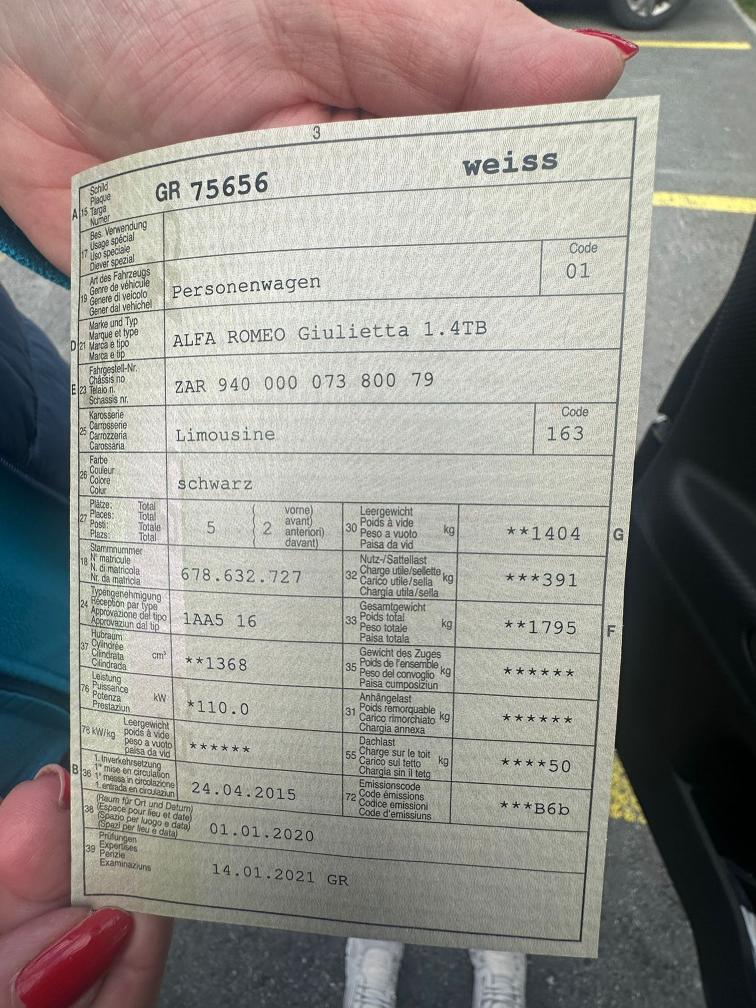 3
A 15 Schild Plaque Targa Numer GR 75656 weiss
17 Bes. Verwendung Usage spécial Uso speciale Diever spezial
19 Art des Fahrzeugs Genre de véhicule Genere di veicolo Gener dal vehichel Personenwagen Code 01
D 21 Marke und Typ Marque et type Marca e tipo Marca e tip ALFA ROMEO Giulietta 1.4TB
E 23 Fahrgestell-Nr. Châssis no Telaio n. Schassis nr. ZAR 940 000 073 800 79
25 Karosserie Carrosserie Carrozzeria Carossaria Limousine Code 163
26 Farbe Couleur Colore Colur schwarz
27 Plätze: Total Places: Total Posti: Totale Plazs: Total 5 2 vorne) avant) anteriori) davant)
30 Leergewicht Poids à vide Peso a vuoto Paisa da vid kg **1404 G
18 Stammnummer N° matricule N. di matricola Nr. da matricla 678.632.727
32 Nutz-/Sattellast Charge utile/sellette Carico utile/sella Chargia utila/sella kg ***391
24 Typengenehmigung Réception par type Approvazione del tipo Approvaziun dal tip 1AA5 16
33 Gesamtgewicht Poids total Peso totale Paisa totala kg **1795 F
37 Hubraum Cylindrée Cilindrata Cilindrada cm³ **1368
35 Gewicht des Zuges Poids de l'ensemble Peso del convoglio Paisa cumposiziun kg ******
76 Leistung Puissance Potenza Prestaziun kW *110.0
31 Anhängelast Poids remorquable Carico rimorchiato Chargia annexa kg ******
78 kW/kg Leergewicht poids à vide peso a vuoto paisa da vid ******
55 Dachlast Charge sur le toit Carico sul tetto Chargia sin il tetg kg ****50
B 36 1. Inverkehrsetzung 1re mise en circulation 1a messa in circolazione 1. entrada en circulaziun 24.04.2015
72 Emissionscode Code émissions Codice emissioni Code d'emissiuns ***B6b
38 (Raum für Ort und Datum) (Espace pour lieu et date) (Spazio per luogo e data) (Spazi per lieu e data) 01.01.2020
39 Prüfungen Expertises Perizie Examinaziuns 14.01.2021 GR